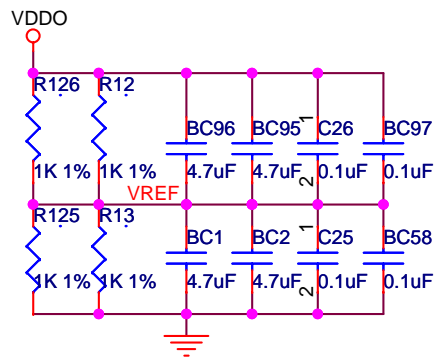 VDDO
R126 R12
BC96 BC95 1 C26 BC97
1K 1% 1K 1% 4.7uF 4.7uF 2 0.1uF 0.1uF
VREF
R125 R13
BC1 BC2 1 C25 BC58
1K 1% 1K 1% 4.7uF 4.7uF 2 0.1uF 0.1uF